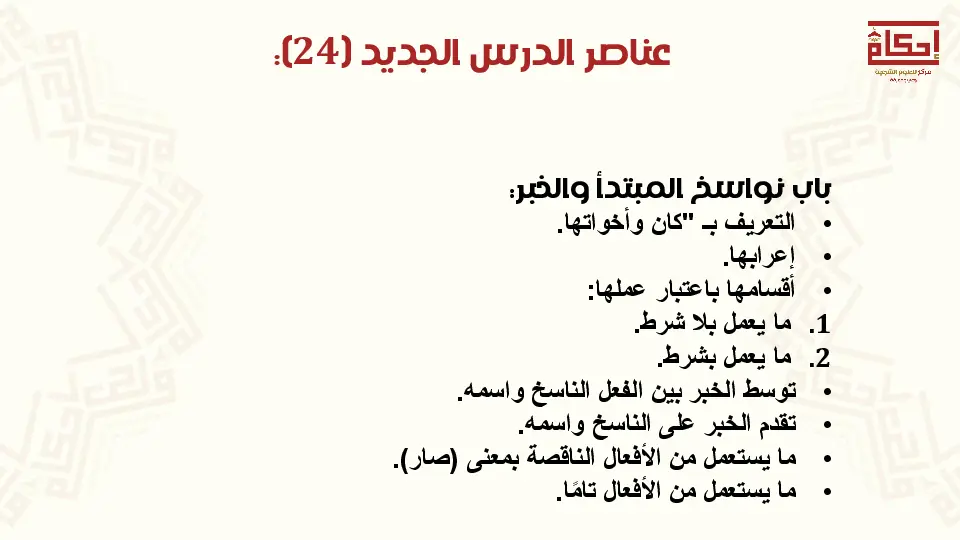 عناصر الدرس الجديد (24):
إحكام
مركز للعلوم الشرعية
باب نواسخ المبتدأ والخبر:
• التعريف بـ "كان وأخواتها.
• إعرابها.
• أقسامها باعتبار عملها:
1. ما يعمل بلا شرط.
2. ما يعمل بشرط.
• توسط الخبر بين الفعل الناسخ واسمه.
• تقدم الخبر على الناسخ واسمه.
• ما يستعمل من الأفعال الناقصة بمعنى (صار).
• ما يستعمل من الأفعال تامًا.